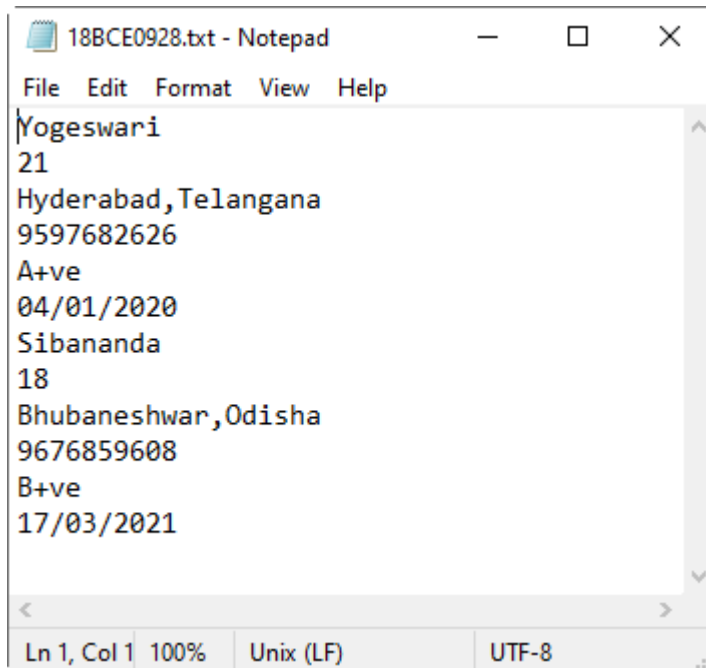 18BCE0928.txt - Notepad
File Edit Format View Help
Yogeswari
21
Hyderabad,Telangana
9597682626
A+ve
04/01/2020
Sibananda
18
Bhubaneshwar,Odisha
9676859608
B+ve
17/03/2021
Ln 1, Col 1 100% Unix (LF) UTF-8